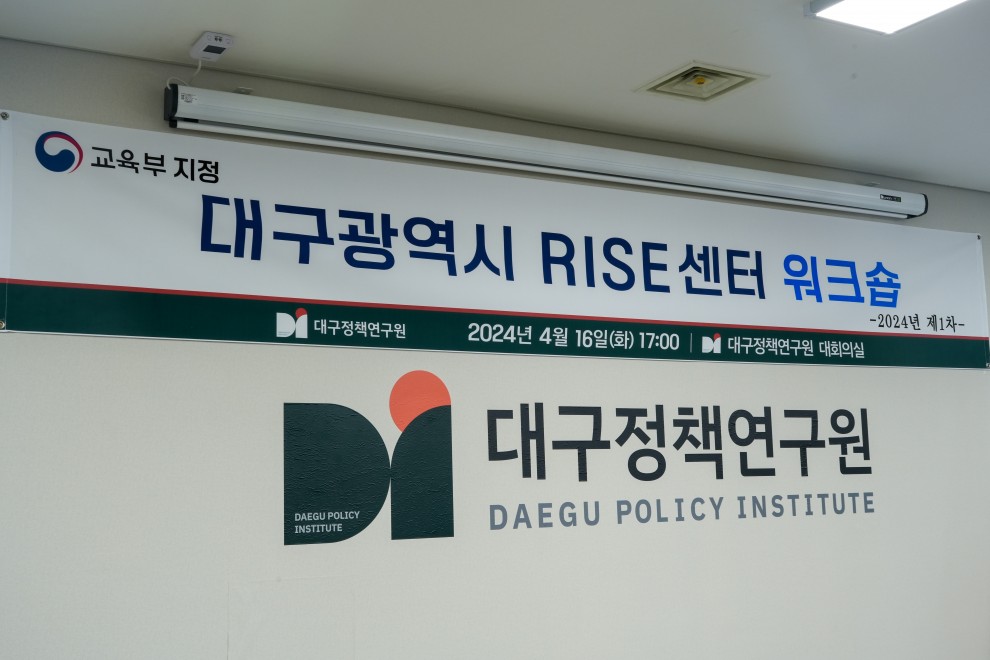 교육부 지정
대구광역시 RISE센터 워크숍
-2024년 제1차-
대구정책연구원 2024년 4월 16일(화) 17:00 대구정책연구원 대회의실
대구정책연구원
DAEGU POLICY INSTITUTE
DAEGU POLICY
INSTITUTE